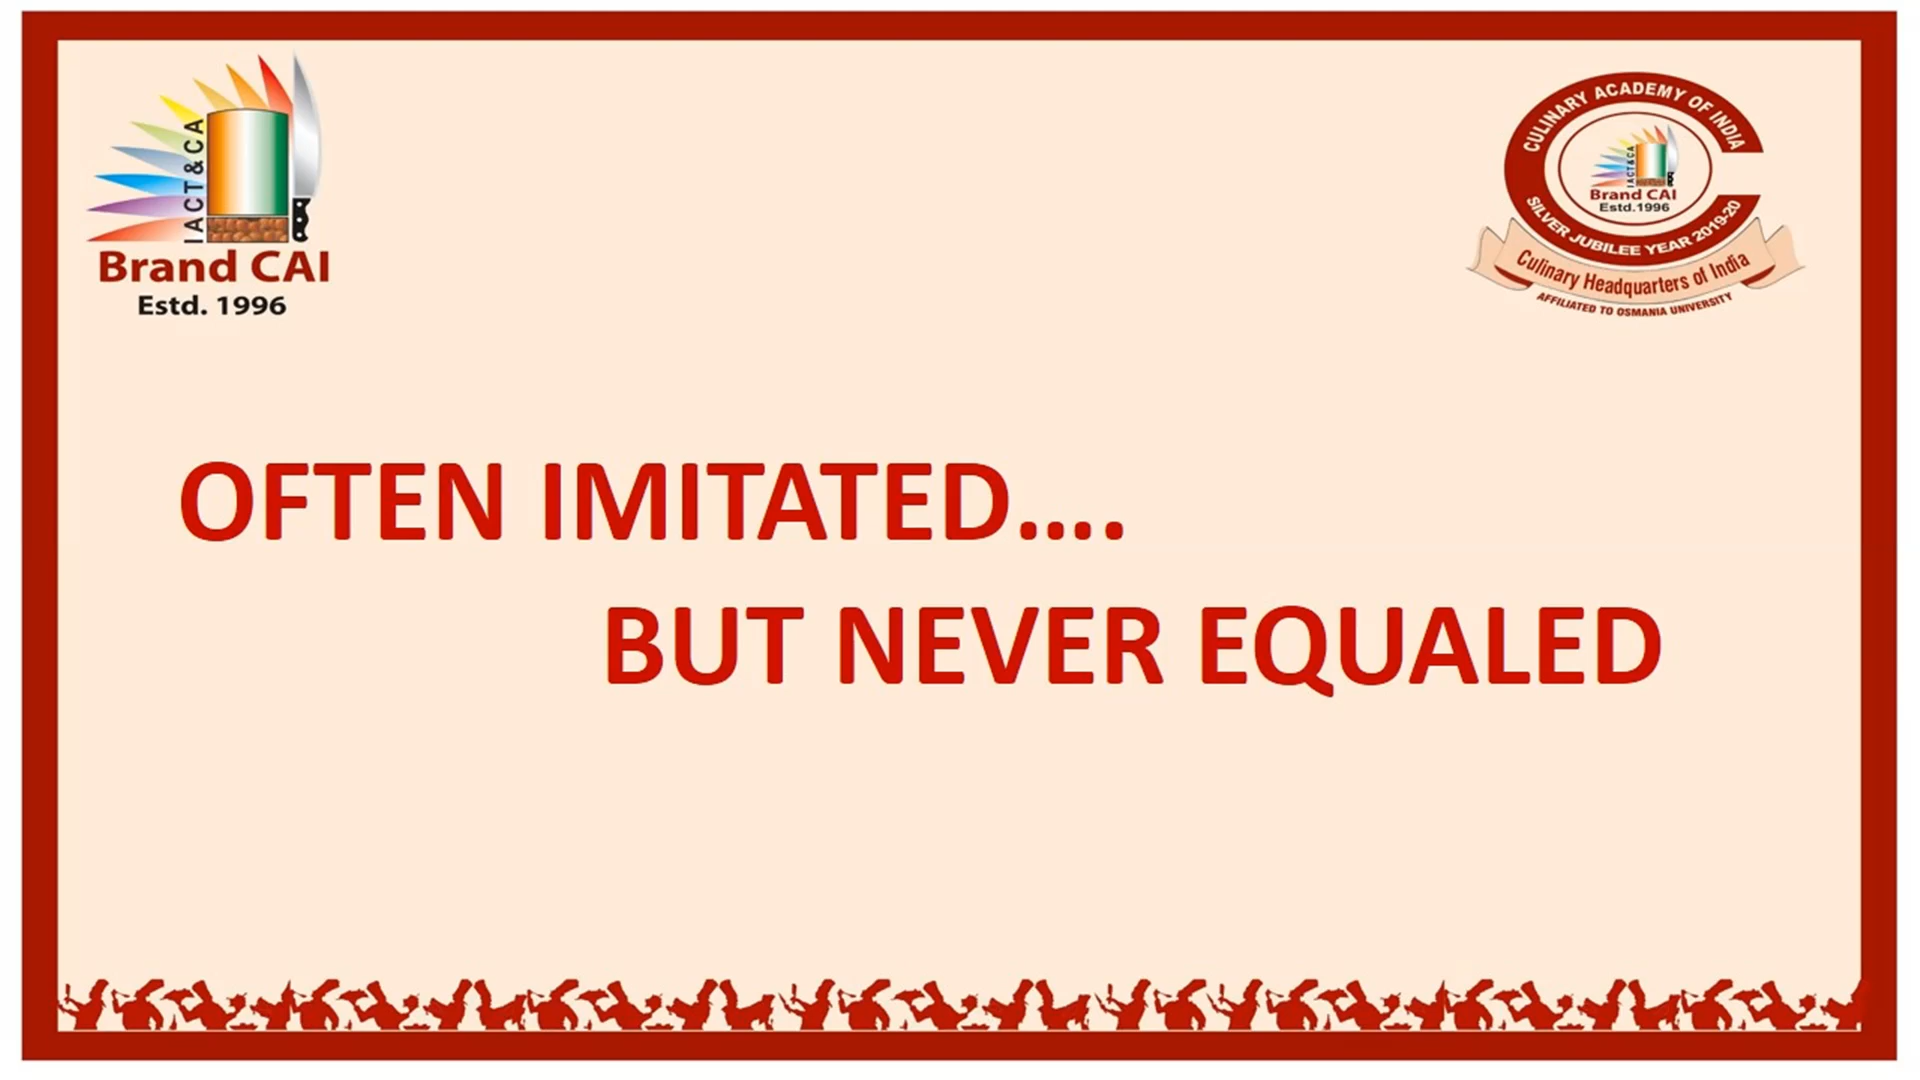 IACT&CA
Brand CAI
Estd. 1996
CULINARY ACADEMY OF INDIA
IACT&CA
Brand CAI
Estd.1996
SILVER JUBILEE YEAR 2019-20
Culinary Headquarters of India
AFFILIATED TO OSMANIA UNIVERSITY
OFTEN IMITATED....
BUT NEVER EQUALED